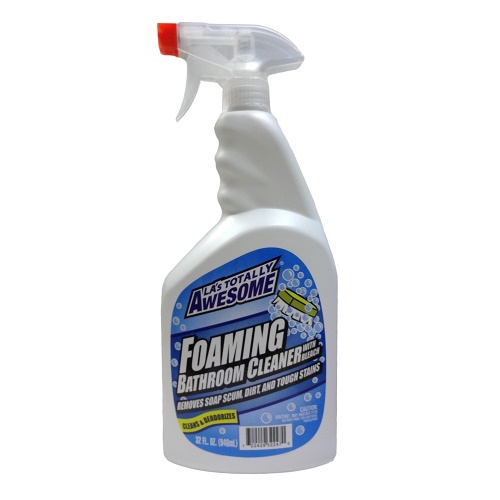 LA's TOTALLY
AWESOME
FOAMING
BATHROOM CLEANER
WITH
BLEACH
REMOVES SOAP SCUM, DIRT, AND TOUGH STAINS
CLEANS & DEODORIZES
32 FL. OZ. (946mL)
CAUTION: